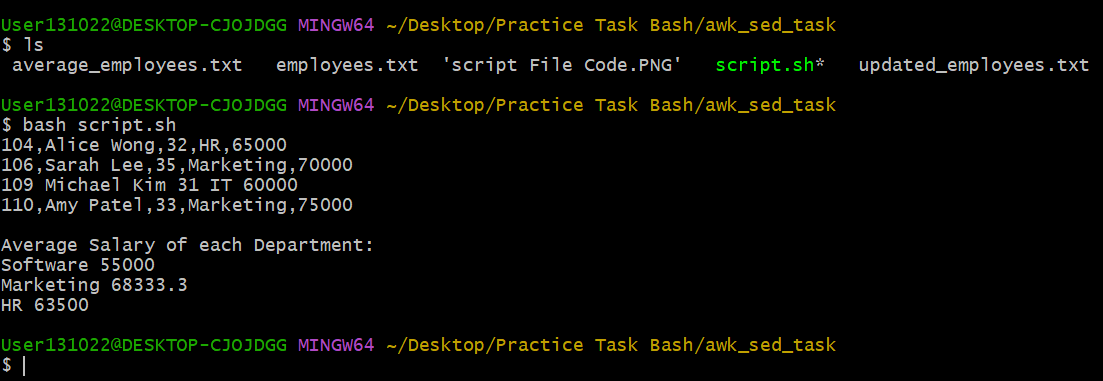 User131022@DESKTOP-CJOJDGG MINGW64 ~/Desktop/Practice Task Bash/awk_sed_task
$ ls
average_employees.txt   employees.txt  'script File Code.PNG'   script.sh*   updated_employees.txt
User131022@DESKTOP-CJOJDGG MINGW64 ~/Desktop/Practice Task Bash/awk_sed_task
$ bash script.sh
104,Alice Wong,32,HR,65000
106,Sarah Lee,35,Marketing,70000
109 Michael Kim 31 IT 60000
110,Amy Patel,33,Marketing,75000
Average Salary of each Department:
Software 55000
Marketing 68333.3
HR 63500
User131022@DESKTOP-CJOJDGG MINGW64 ~/Desktop/Practice Task Bash/awk_sed_task
$